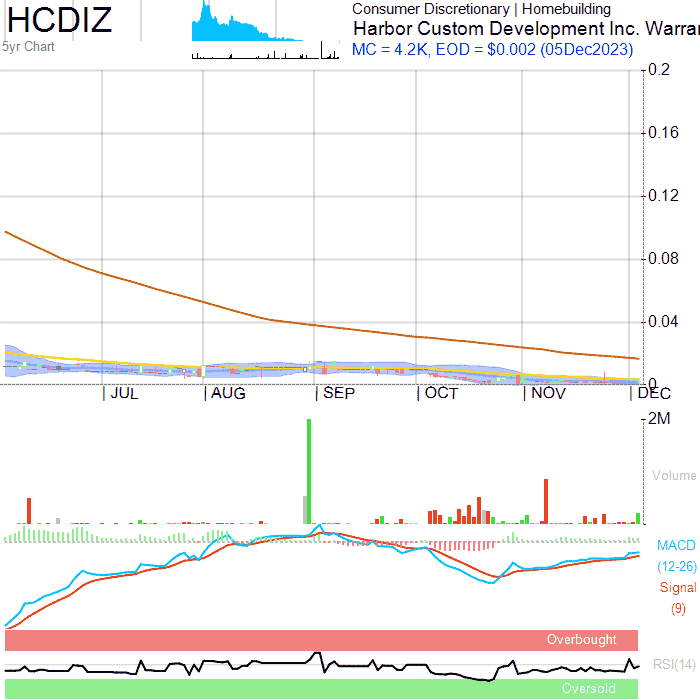 HCDIZ
5yr Chart
Consumer Discretionary | Homebuilding
Harbor Custom Development Inc. Warran
MC = 4.2K, EOD = $0.002 (05Dec2023)
0.2
0.16
0.12
0.08
0.04
0
JUL AUG SEP OCT NOV DEC
2M
Volume
MACD
(12-26)
Signal
(9)
Overbought
RSI(14)
Oversold